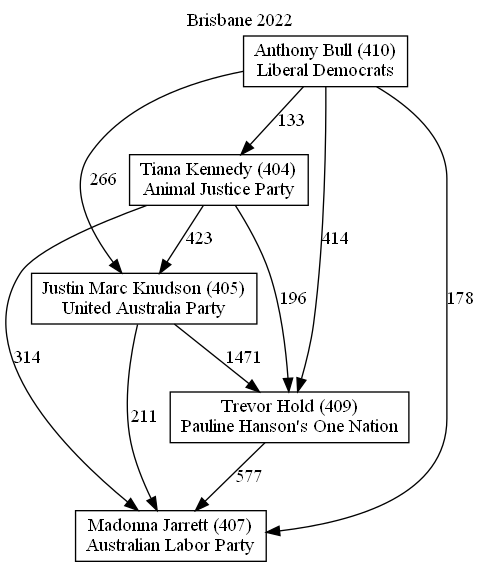 Brisbane 2022
Anthony Bull (410)
Liberal Democrats
133
Tiana Kennedy (404)
Animal Justice Party
266
423
414
196
178
Justin Marc Knudson (405)
United Australia Party
314
1471
211
Trevor Hold (409)
Pauline Hanson's One Nation
577
Madonna Jarrett (407)
Australian Labor Party